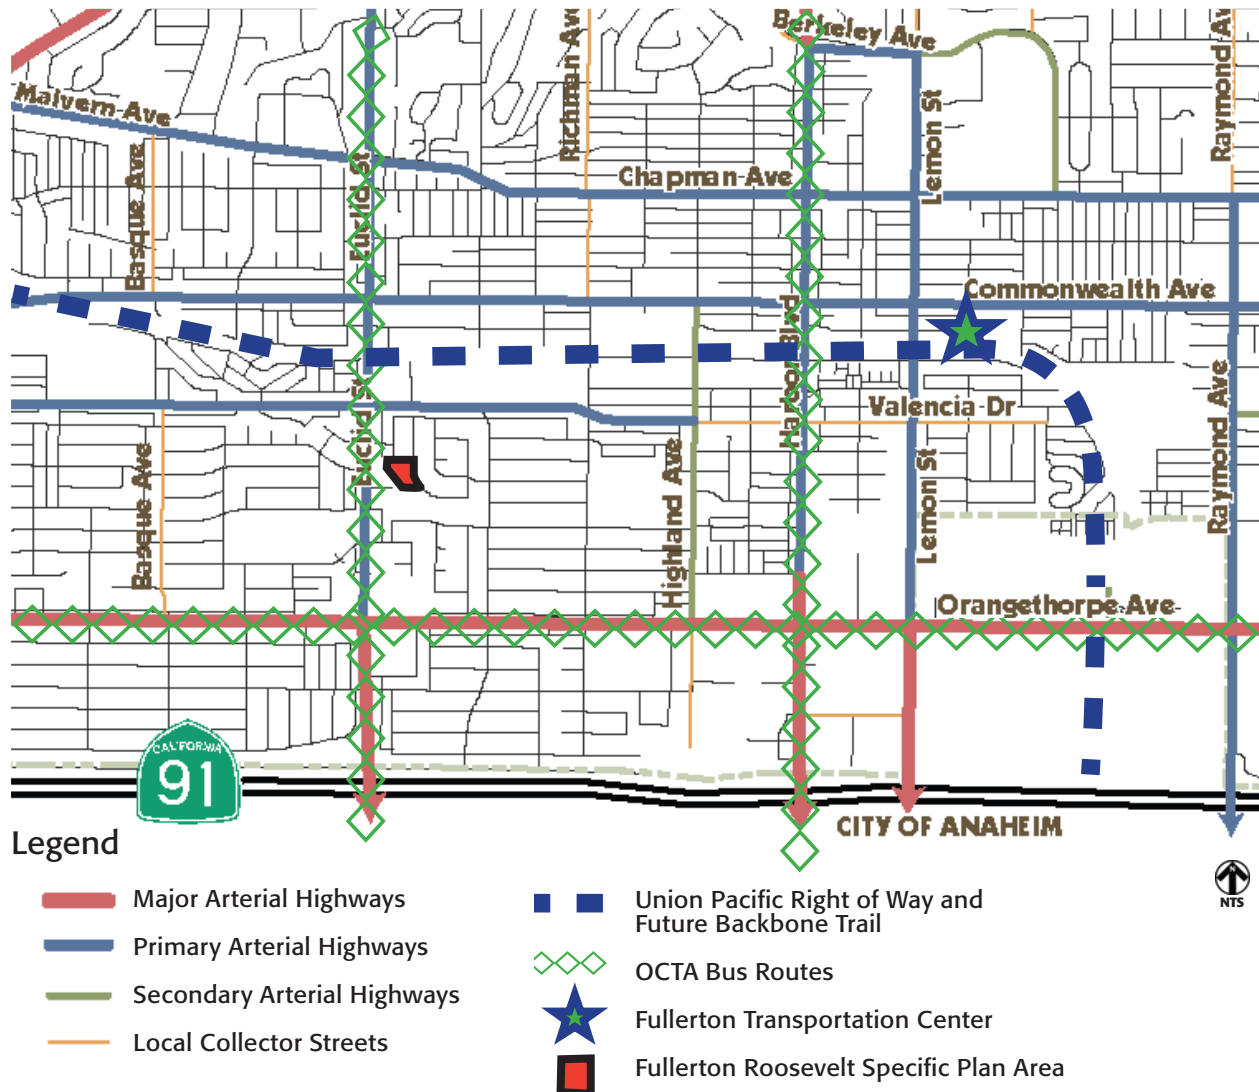 Berkeley Ave
Malvern Ave
Richman Ave
Raymond Av
Lemon St
Basque Ave
Euclid St
Chapman Ave
Commonwealth Ave
Harbor Blvd
Valencia Dr
Euclid St
Basque Ave
Highland Ave
Lemon St
Raymond Ave
Orangethorpe Ave
CALIFORNIA
91
CITY OF ANAHEIM
Legend
Major Arterial Highways
Primary Arterial Highways
Secondary Arterial Highways
Local Collector Streets
Union Pacific Right of Way and
Future Backbone Trail
OCTA Bus Routes
Fullerton Transportation Center
Fullerton Roosevelt Specific Plan Area
NTS